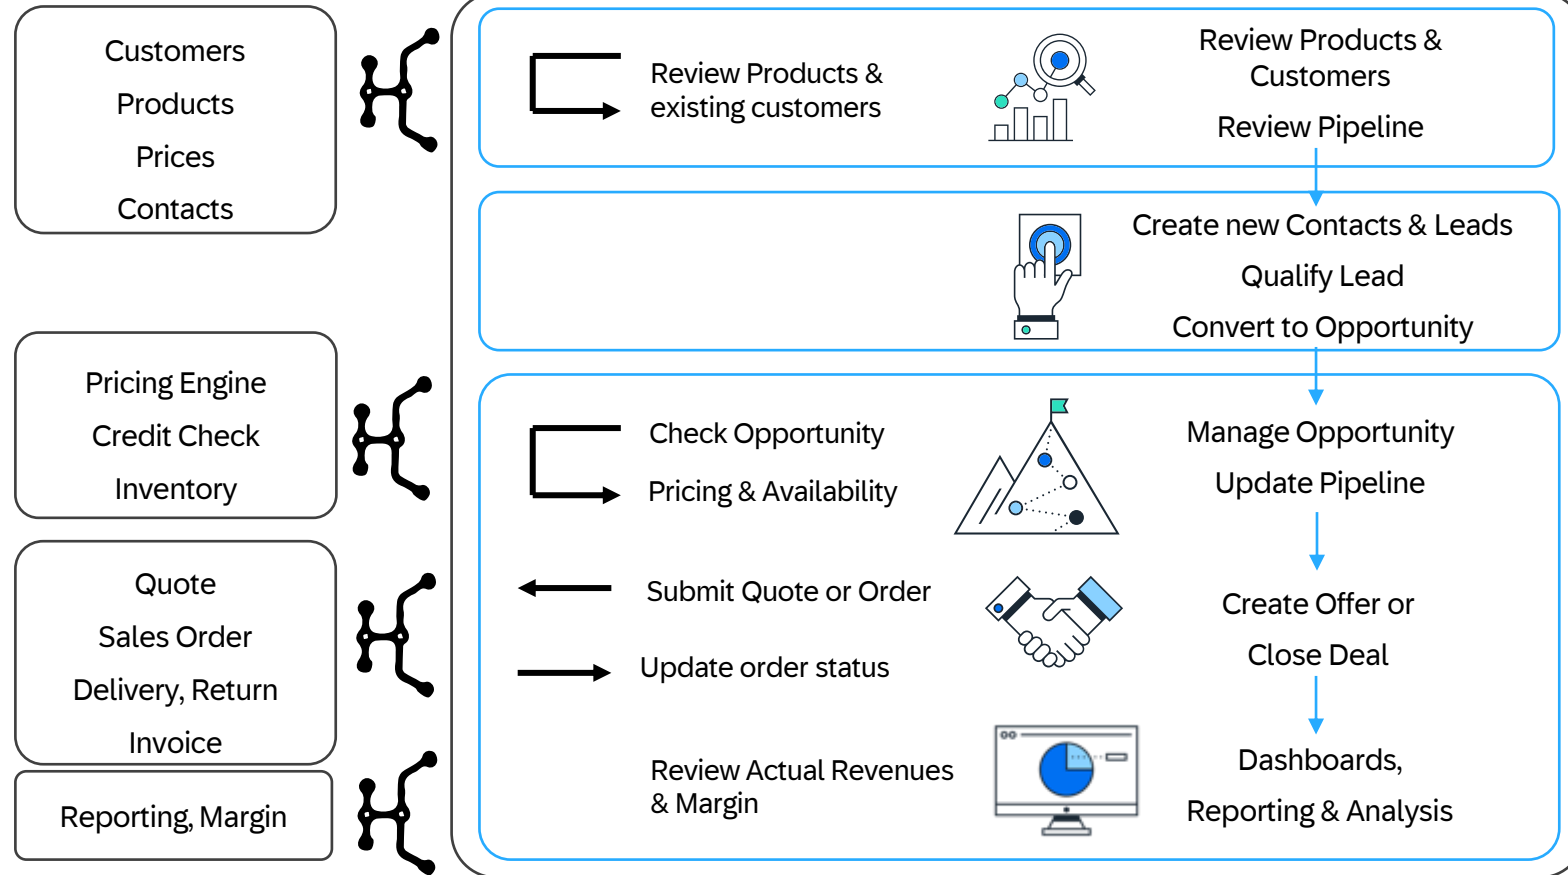 Customers
Products
Prices
Contacts
Pricing Engine
Credit Check
Inventory
Quote
Sales Order
Delivery, Return
Invoice
Reporting, Margin
Review Products &
existing customers
Review Products &
Customers
Review Pipeline
Create new Contacts & Leads
Qualify Lead
Convert to Opportunity
Check Opportunity
Pricing & Availability
Manage Opportunity
Update Pipeline
Submit Quote or Order
Update order status
Create Offer or
Close Deal
Review Actual Revenues
& Margin
Dashboards,
Reporting & Analysis